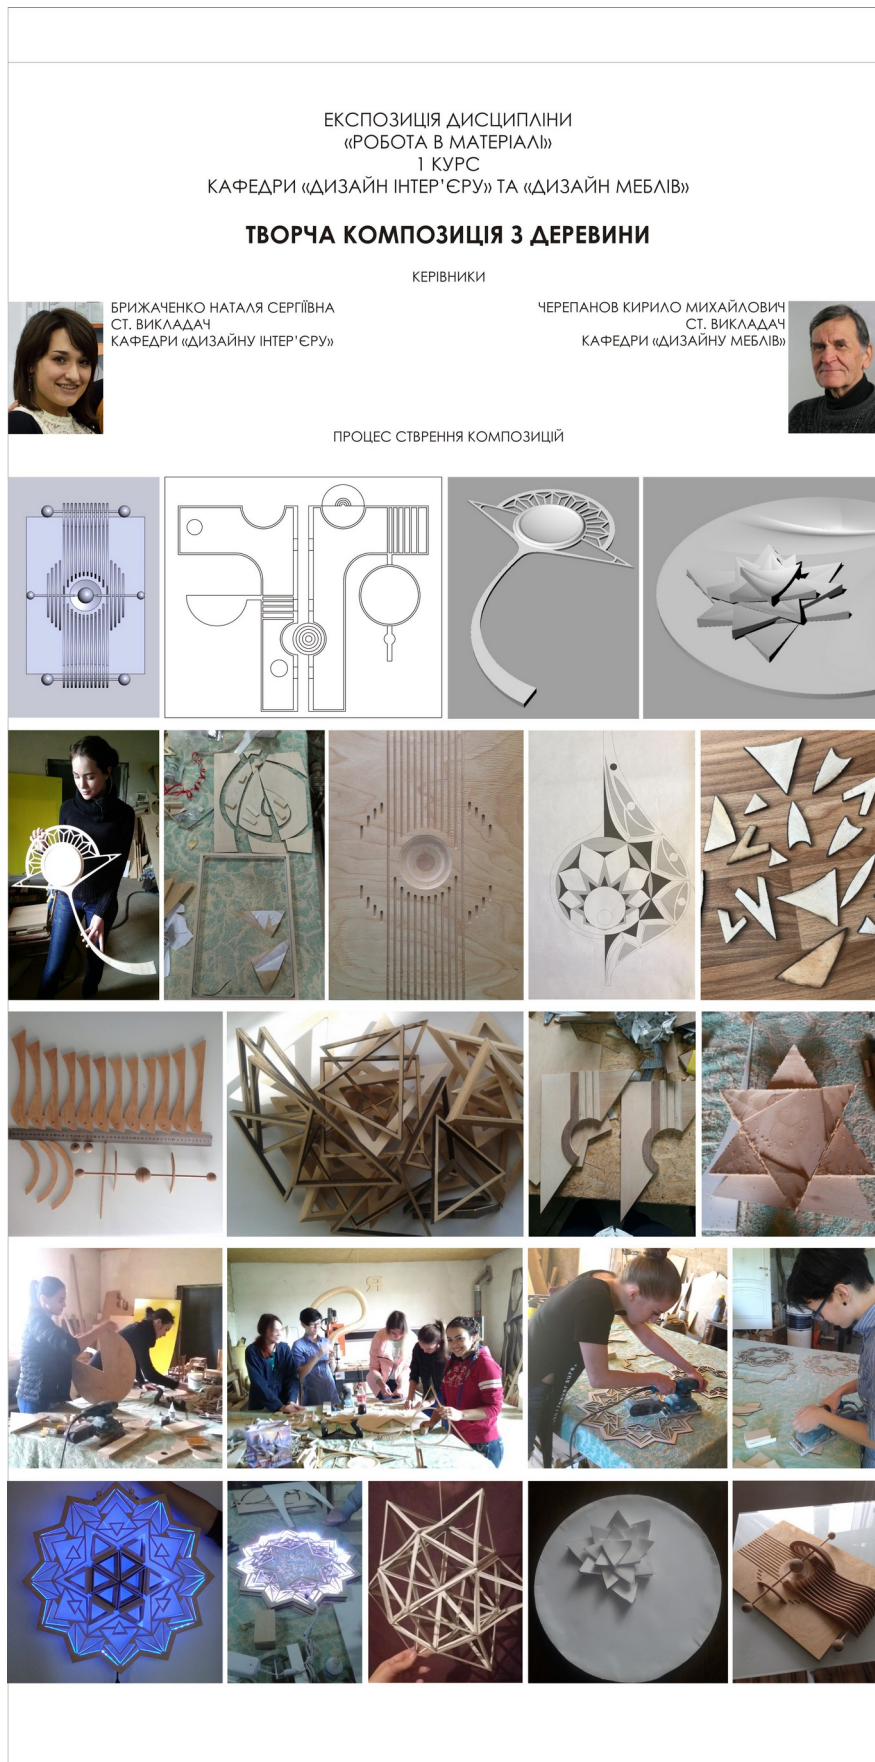 ЕКСПОЗИЦІЯ ДИСЦИПЛІНИ
«РОБОТА В МАТЕРІАЛІ»
1 КУРС
КАФЕДРИ «ДИЗАЙН ІНТЕР'ЄРУ» ТА «ДИЗАЙН МЕБЛІВ»
ТВОРЧА КОМПОЗИЦІЯ З ДЕРЕВИНИ
КЕРІВНИКИ
БРИЖАЧЕНКО НАТАЛЯ СЕРГІЇВНА
СТ. ВИКЛАДАЧ
КАФЕДРИ «ДИЗАЙНУ ІНТЕР'ЄРУ»
ЧЕРЕПАНОВ КИРИЛО МИХАЙЛОВИЧ
СТ. ВИКЛАДАЧ
КАФЕДРИ «ДИЗАЙНУ МЕБЛІВ»
ПРОЦЕС СТВРЕННЯ КОМПОЗИЦІЙ